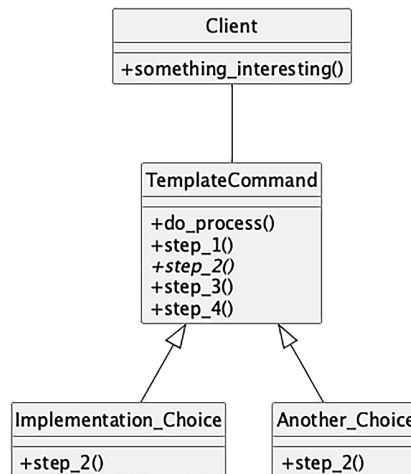 Client
+something_interesting()
TemplateCommand
+do_process()
+step_1()
+step_2()
+step_3()
+step_4()
Implementation_Choice
Another_Choice
+step_2()
+step_2()